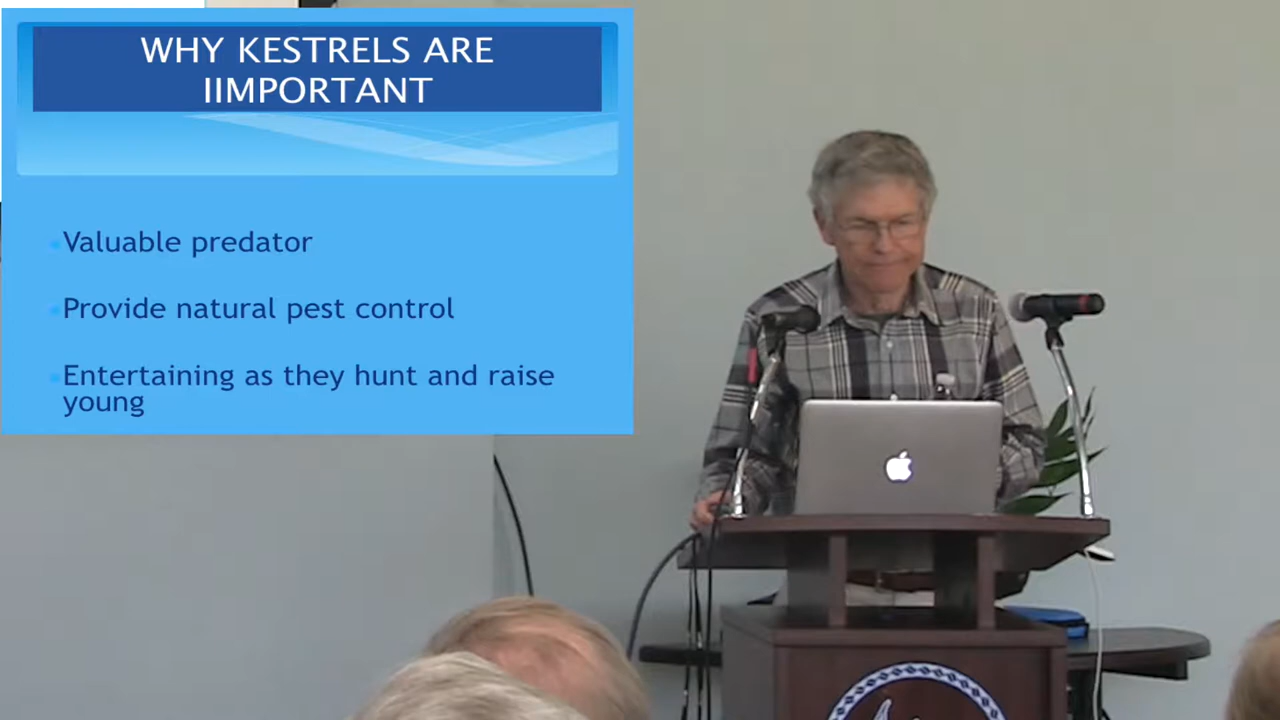 WHY KESTRELS ARE
IIMPORTANT
Valuable predator
Provide natural pest control
Entertaining as they hunt and raise
young